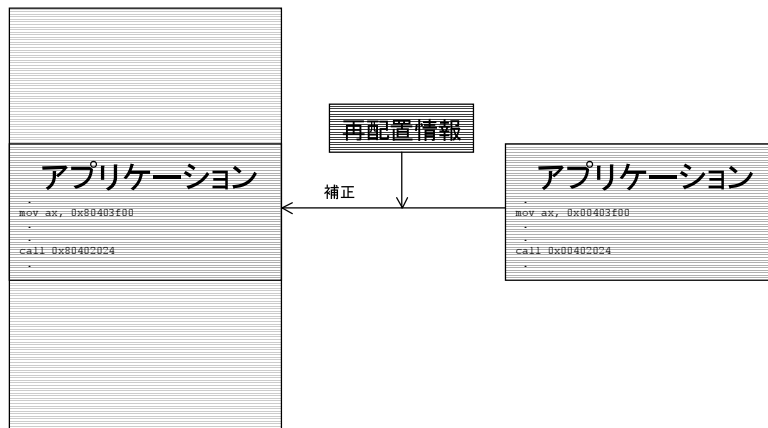 再配置情報
アプリケーション
.
mov ax, 0x80403f00
.
.
call 0x80402024
.
補正
アプリケーション
.
mov ax, 0x00403f00
.
.
call 0x00402024
.